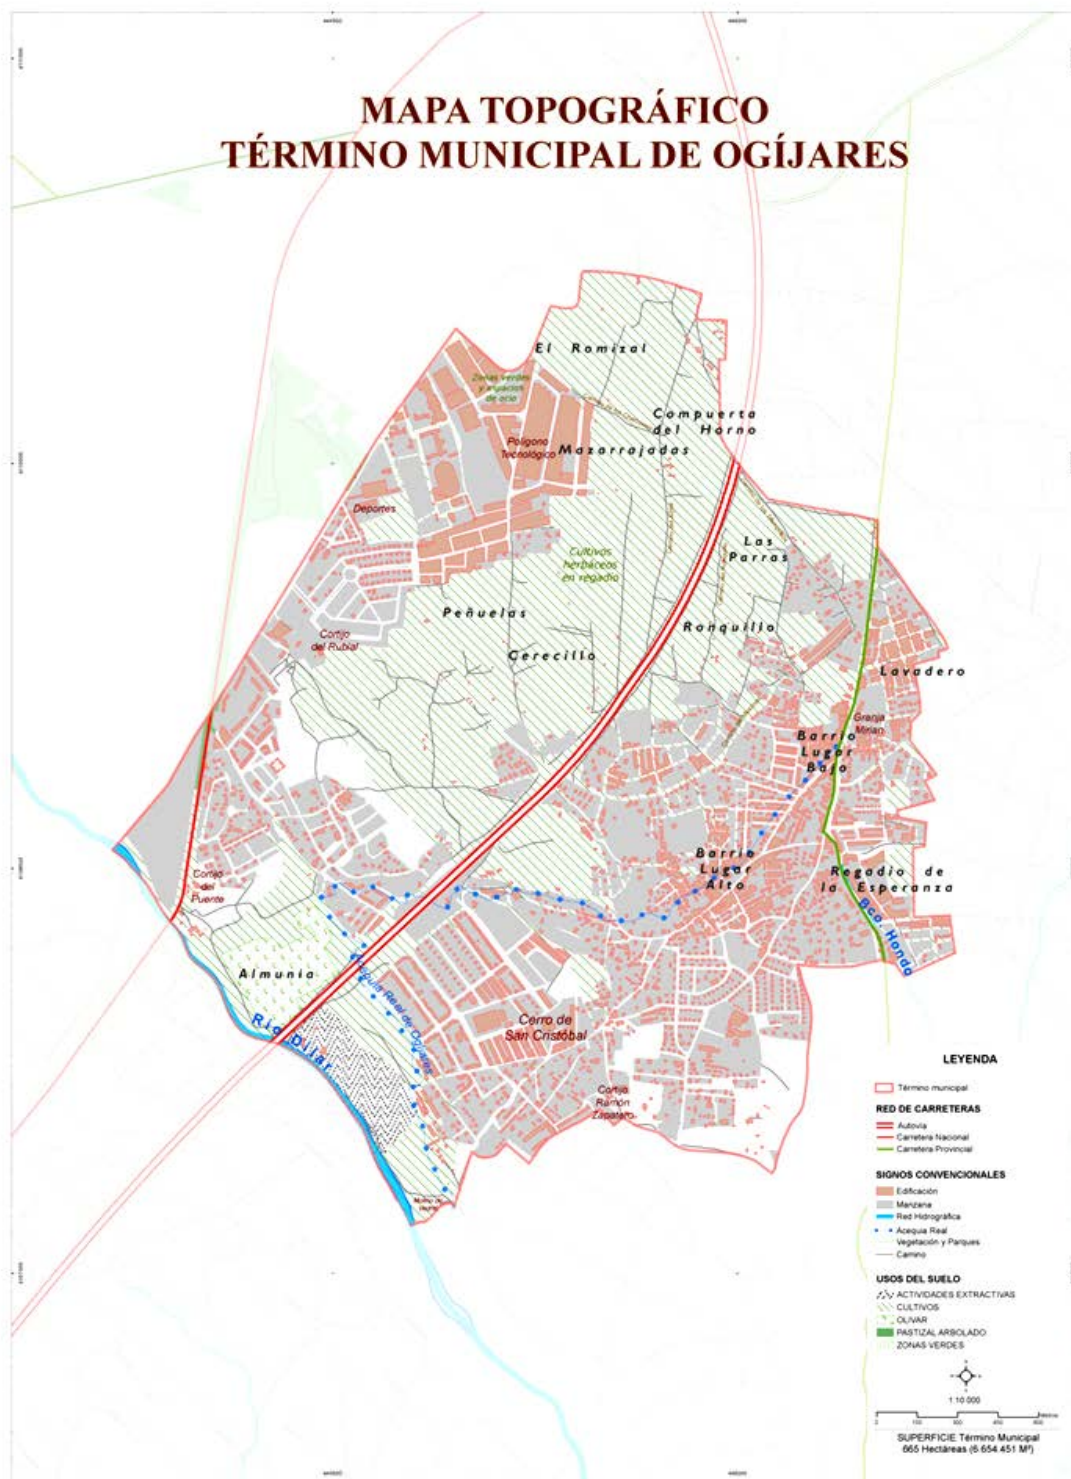 MAPA TOPOGRÁFICO
TÉRMINO MUNICIPAL DE OGÍJARES
El Romizal
Zonas verdes
y espacios
de ocio
Compuerta
del Horno
Polígono
Tecnológico
Mazarrajadas
Deportes
Las
Parras
Cultivos
herbáceos
en regadío
Peñuelas
Ronquillo
Cortijo
del Rubial
Cerecillo
Lavadero
Granja
Mirian
Barrio
Lugar
Bajo
Barrio
Lugar
Alto
Regadio de
la Esperanza
Cortijo
del
Puente
Bco. Hondo
Almunia
Acequia Real de Ogíjares
Río Dilar
Cerro de
San Cristóbal
Cortijo
Ramón
Zapatero
LEYENDA
Término municipal
RED DE CARRETERAS
Autovía
Carretera Nacional
Carretera Provincial
SIGNOS CONVENCIONALES
Edificación
Manzana
Red Hidrográfica
Acequia Real
Vegetación y Parques
Camino
USOS DEL SUELO
ACTIVIDADES EXTRACTIVAS
CULTIVOS
OLIVAR
PASTIZAL ARBOLADO
ZONAS VERDES
1:10 000
SUPERFICIE Término Municipal
665 Hectáreas (6.654.451 M²)